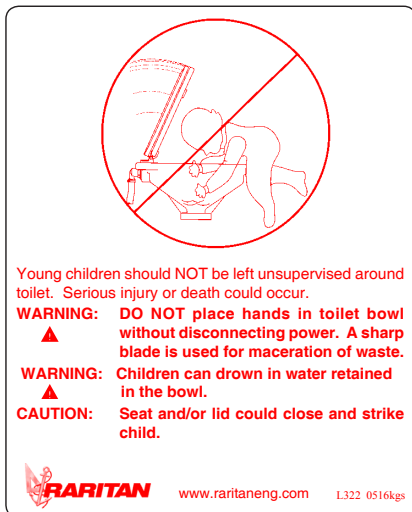 Young children should NOT be left unsupervised around
toilet. Serious injury or death could occur.
WARNING: DO NOT place hands in toilet bowl
without disconnecting power. A sharp
blade is used for maceration of waste.
WARNING: Children can drown in water retained
in the bowl.
CAUTION: Seat and/or lid could close and strike
child.
RARITAN www.raritaneng.com L322 0516kgs